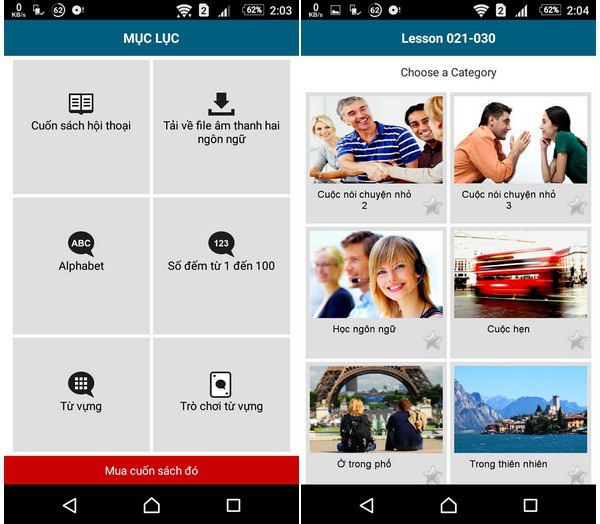 0
KB/s
62
2
62%
2:03
MỤC LỤC
Cuốn sách hội thoại
Tải về file âm thanh hai
ngôn ngữ
ABC
Alphabet
123
Số đếm từ 1 đến 100
Từ vựng
Trò chơi từ vựng
Mua cuốn sách đó
0
KB/s
62
2
62%
2:04
Lesson 021-030
Choose a Category
Cuộc nói chuyện nhỏ
2
Cuộc nói chuyện nhỏ
3
Học ngôn ngữ
Cuộc hẹn
Ở trong phố
Trong thiên nhiên